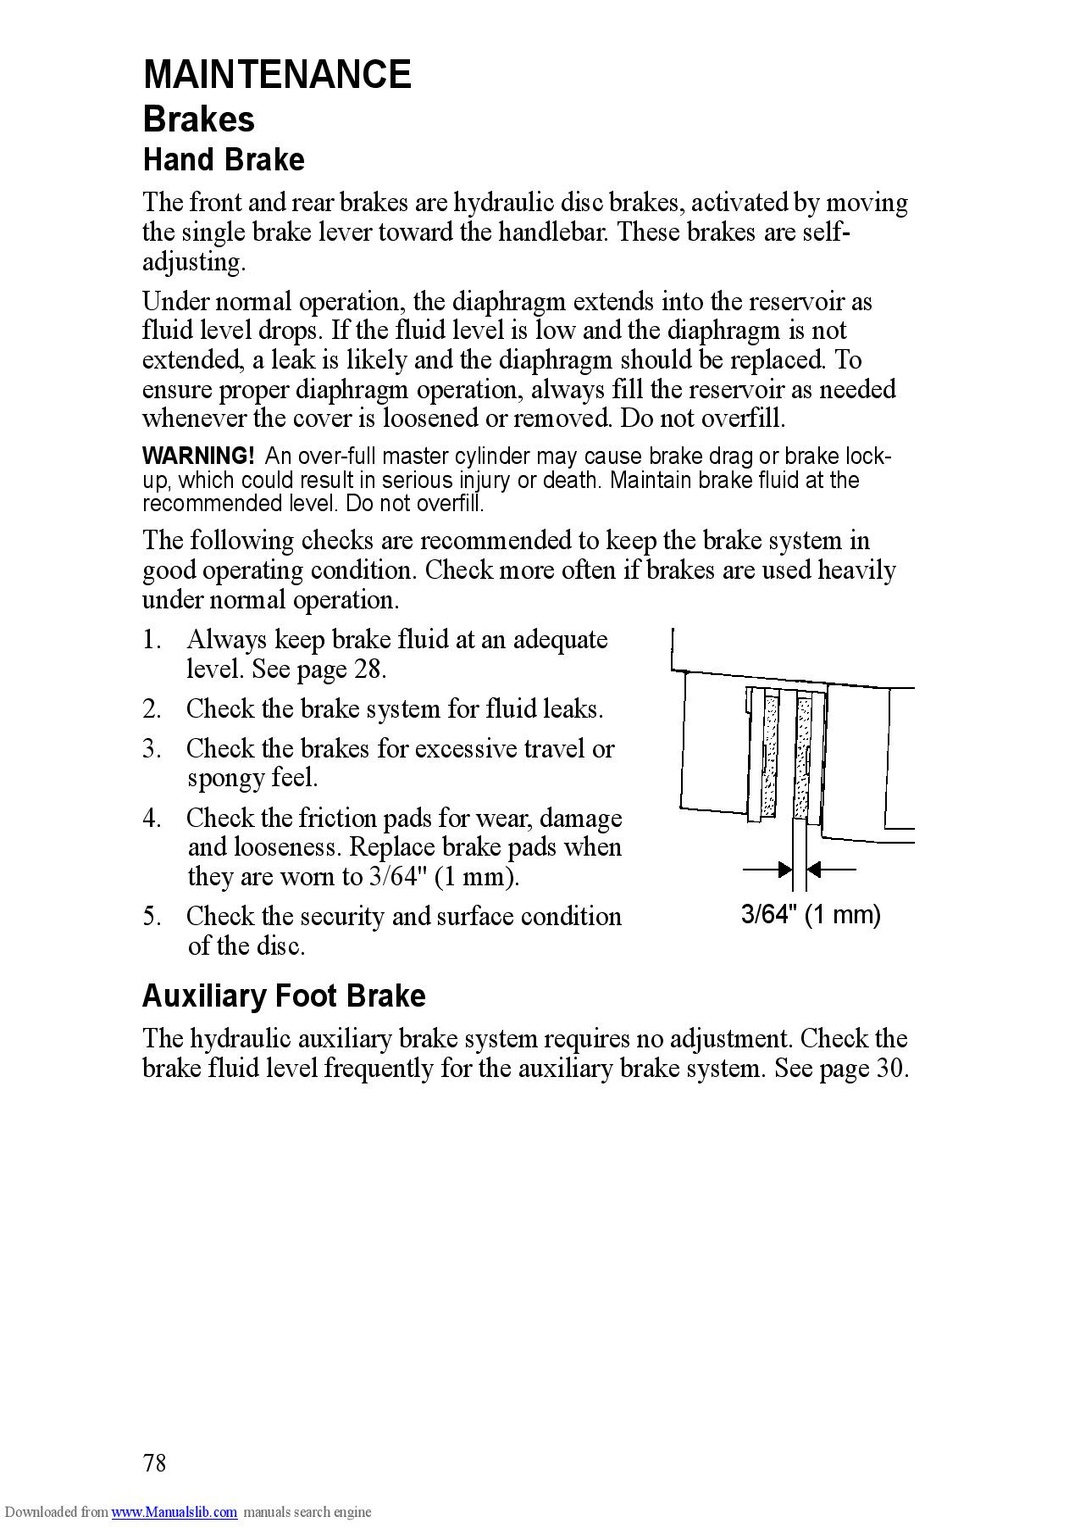 MAINTENANCE
Brakes
Hand Brake
The front and rear brakes are hydraulic disc brakes, activated by moving
the single brake lever toward the handlebar. These brakes are self-
adjusting.
Under normal operation, the diaphragm extends into the reservoir as
fluid level drops. If the fluid level is low and the diaphragm is not
extended, a leak is likely and the diaphragm should be replaced. To
ensure proper diaphragm operation, always fill the reservoir as needed
whenever the cover is loosened or removed. Do not overfill.
WARNING! An over-full master cylinder may cause brake drag or brake lock-
up, which could result in serious injury or death. Maintain brake fluid at the
recommended level. Do not overfill.
The following checks are recommended to keep the brake system in
good operating condition. Check more often if brakes are used heavily
under normal operation.
1. Always keep brake fluid at an adequate
level. See page 28.
2. Check the brake system for fluid leaks.
3. Check the brakes for excessive travel or
spongy feel.
4. Check the friction pads for wear, damage
and looseness. Replace brake pads when
they are worn to 3/64" (1 mm).
5. Check the security and surface condition
of the disc.
3/64" (1 mm)
Auxiliary Foot Brake
The hydraulic auxiliary brake system requires no adjustment. Check the
brake fluid level frequently for the auxiliary brake system. See page 30.
78
Downloaded from www.Manualslib.com manuals search engine